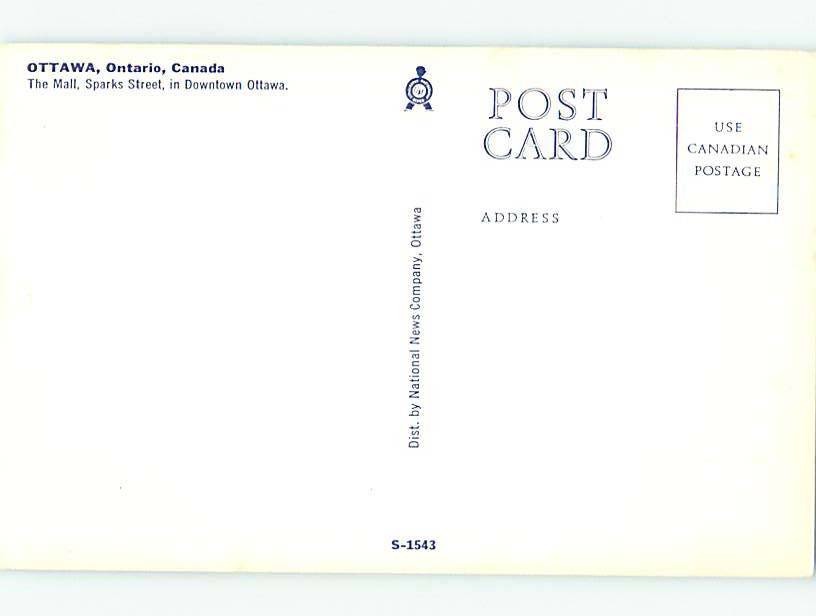 OTTAWA, Ontario, Canada
The Mall, Sparks Street, in Downtown Ottawa.
POST
CARD
USE
CANADIAN
POSTAGE
ADDRESS
Dist. by National News Company, Ottawa
S-1543